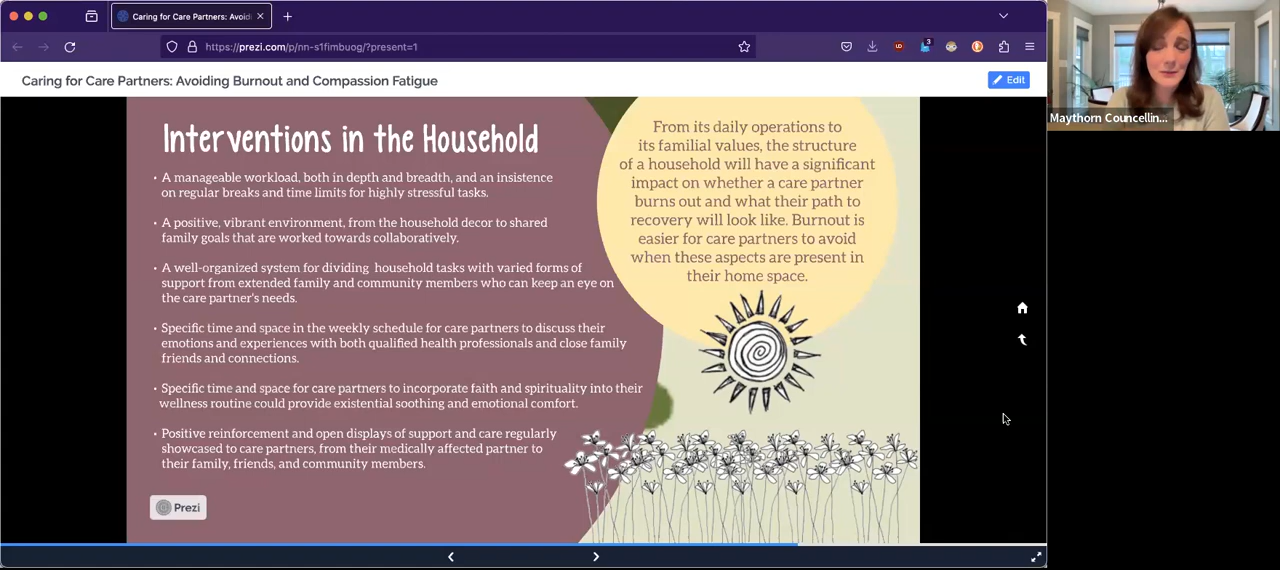 Caring for Care Partners: Avoidi
https://prezi.com/p/nn-s1fimbuog/?present=1
3
Caring for Care Partners: Avoiding Burnout and Compassion Fatigue
Edit
Maythorn Councellin...
Interventions in the Household
• A manageable workload, both in depth and breadth, and an insistence
on regular breaks and time limits for highly stressful tasks.
• A positive, vibrant environment, from the household decor to shared
family goals that are worked towards collaboratively.
• A well-organized system for dividing household tasks with varied forms of
support from extended family and community members who can keep an eye on
the care partner's needs.
• Specific time and space in the weekly schedule for care partners to discuss their
emotions and experiences with both qualified health professionals and close family
friends and connections.
• Specific time and space for care partners to incorporate faith and spirituality into their
wellness routine could provide existential soothing and emotional comfort.
• Positive reinforcement and open displays of support and care regularly
showcased to care partners, from their medically affected partner to
their family, friends, and community members.
From its daily operations to
its familial values, the structure
of a household will have a significant
impact on whether a care partner
burns out and what their path to
recovery will look like. Burnout is
easier for care partners to avoid
when these aspects are present in
their home space.
Prezi